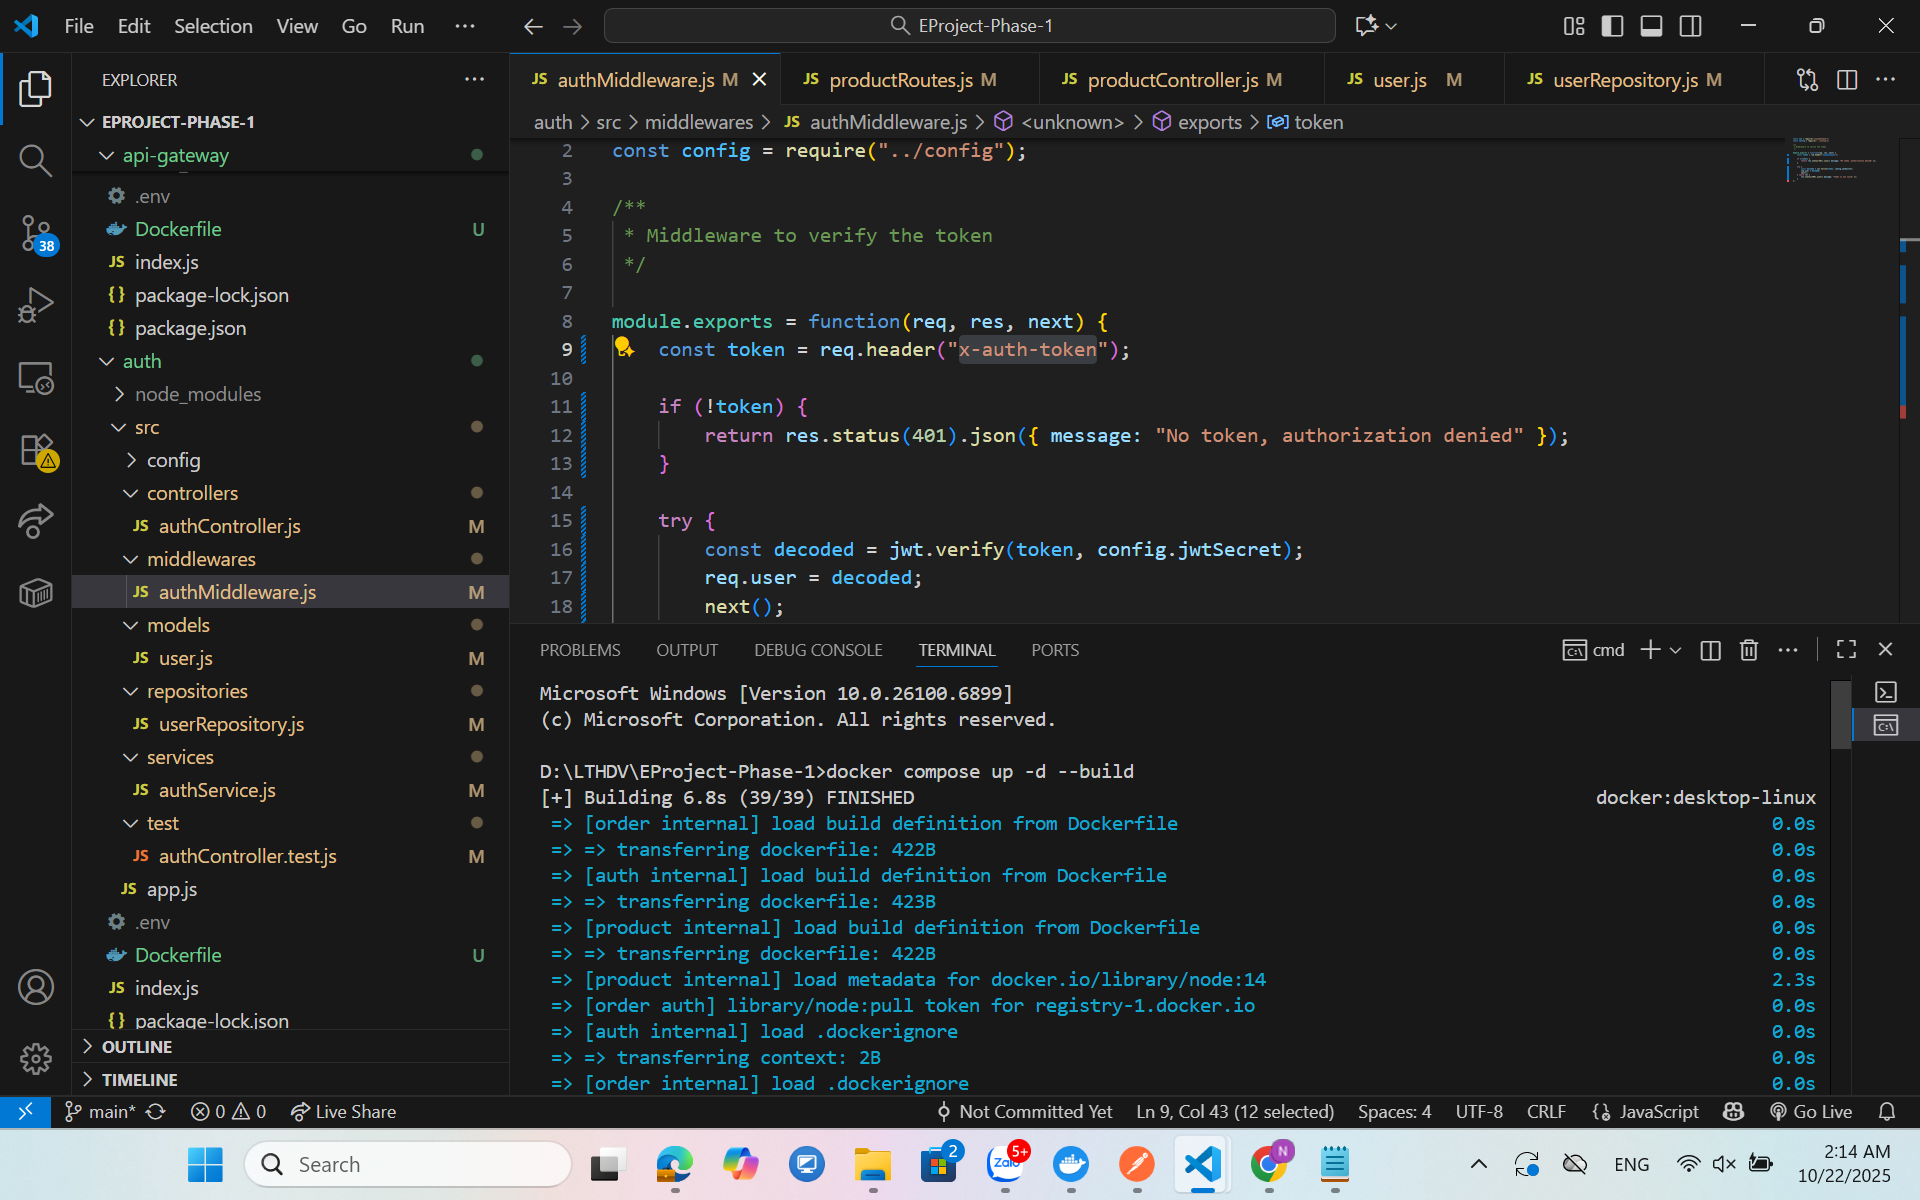 File Edit Selection View Go Run ···
EProject-Phase-1
EXPLORER
EPROJECT-PHASE-1
api-gateway
.env
Dockerfile U
index.js
package-lock.json
package.json
auth
node_modules
src
config
controllers
authController.js M
middlewares
authMiddleware.js M
models
user.js M
repositories
userRepository.js M
services
authService.js M
test
authController.test.js M
app.js
.env
Dockerfile U
index.js
package-lock.json
OUTLINE
TIMELINE
38
JS authMiddleware.js M
JS productRoutes.js M
JS productController.js M
JS user.js M
JS userRepository.js M
auth > src > middlewares > JS authMiddleware.js > <unknown> > exports > token
2 const config = require("../config");
3
4 /**
5 * Middleware to verify the token
6 */
7
8 module.exports = function(req, res, next) {
9 const token = req.header("x-auth-token");
10
11 if (!token) {
12 return res.status(401).json({ message: "No token, authorization denied" });
13 }
14
15 try {
16 const decoded = jwt.verify(token, config.jwtSecret);
17 req.user = decoded;
18 next();
PROBLEMS OUTPUT DEBUG CONSOLE TERMINAL PORTS
cmd
Microsoft Windows [Version 10.0.26100.6899]
(c) Microsoft Corporation. All rights reserved.
D:\LTHDV\EProject-Phase-1>docker compose up -d --build
[+] Building 6.8s (39/39) FINISHED docker:desktop-linux
=> [order internal] load build definition from Dockerfile 0.0s
=> => transferring dockerfile: 422B 0.0s
=> [auth internal] load build definition from Dockerfile 0.0s
=> => transferring dockerfile: 423B 0.0s
=> [product internal] load build definition from Dockerfile 0.0s
=> => transferring dockerfile: 422B 0.0s
=> [product internal] load metadata for docker.io/library/node:14 2.3s
=> [order auth] library/node:pull token for registry-1.docker.io 0.0s
=> [auth internal] load .dockerignore 0.0s
=> => transferring context: 2B 0.0s
=> [order internal] load .dockerignore 0.0s
main* 0 0 Live Share
Not Committed Yet Ln 9, Col 43 (12 selected) Spaces: 4 UTF-8 CRLF JavaScript Go Live
Search
2
Zalo 5+
N
ENG
2:14 AM
10/22/2025